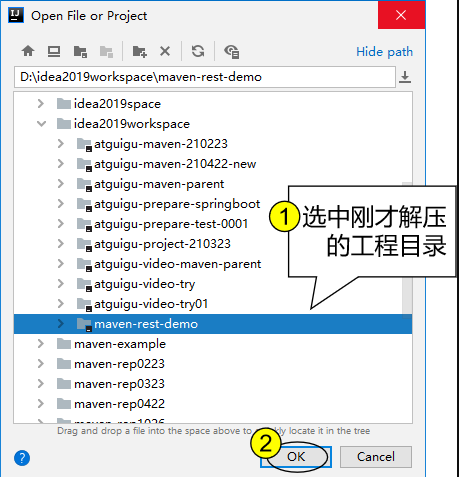 Open File or Project
Hide path
D:\idea2019workspace\maven-rest-demo
idea2019space
idea2019workspace
atguigu-maven-210223
atguigu-maven-210422-new
atguigu-maven-parent
atguigu-prepare-springboot
atguigu-prepare-test-0001
atguigu-project-210323
atguigu-video-maven-parent
atguigu-video-try
atguigu-video-try01
maven-rest-demo
maven-example
maven-rep0223
maven-rep0323
maven-rep0422
1 选中刚才解压
的工程目录
Drag and drop a file into the space above to
locate it in the tree
2
OK
Cancel
?